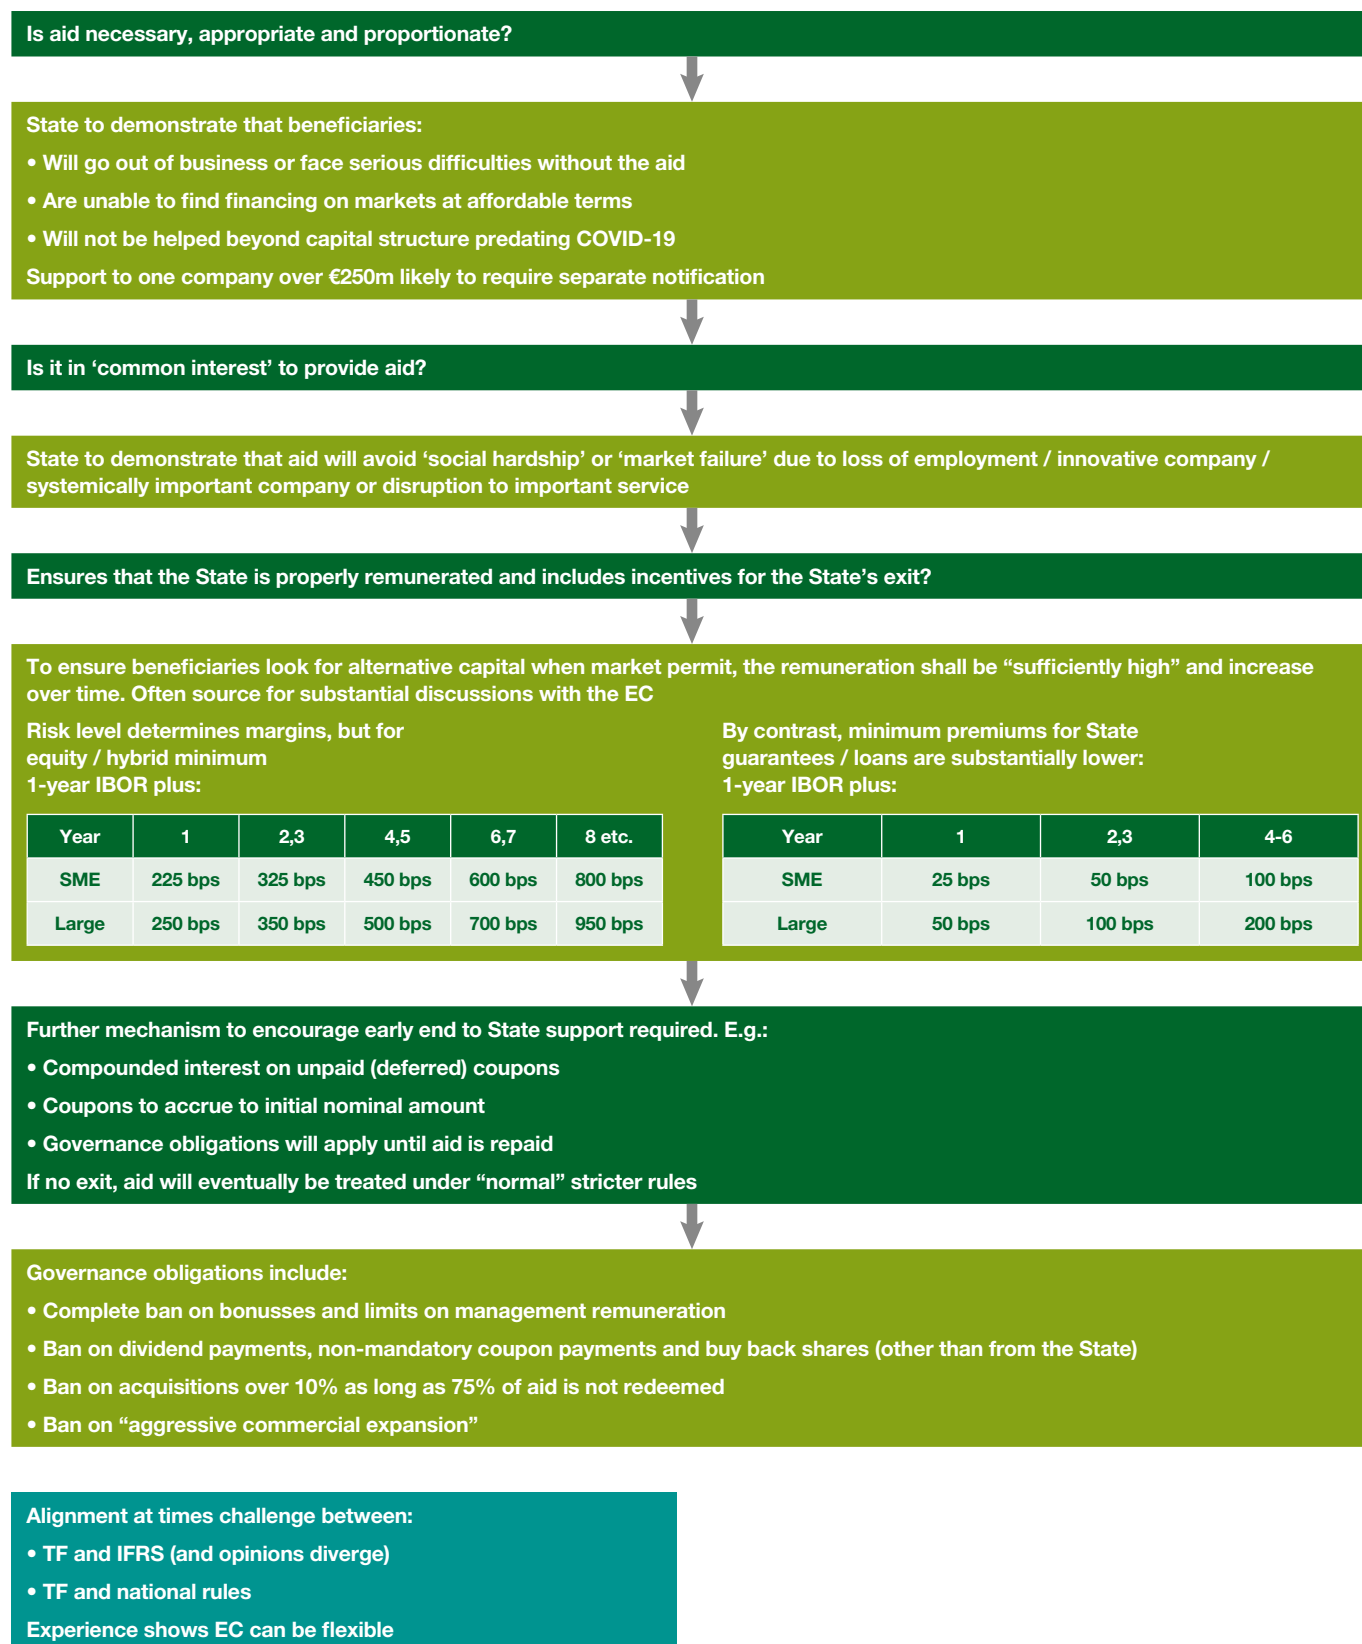 Is aid necessary, appropriate and proportionate?
State to demonstrate that beneficiaries:
• Will go out of business or face serious difficulties without the aid
• Are unable to find financing on markets at affordable terms
• Will not be helped beyond capital structure predating COVID-19
Support to one company over €250m likely to require separate notification
Is it in ‘common interest’ to provide aid?
State to demonstrate that aid will avoid ‘social hardship’ or ‘market failure’ due to loss of employment / innovative company /
systemically important company or disruption to important service
Ensures that the State is properly remunerated and includes incentives for the State’s exit?
To ensure beneficiaries look for alternative capital when market permit, the remuneration shall be “sufficiently high” and increase
over time. Often source for substantial discussions with the EC
Risk level determines margins, but for
equity / hybrid minimum
1-year IBOR plus:
Year 1 2,3 4,5 6,7 8 etc.
SME 225 bps 325 bps 450 bps 600 bps 800 bps
Large 250 bps 350 bps 500 bps 700 bps 950 bps
By contrast, minimum premiums for State
guarantees / loans are substantially lower:
1-year IBOR plus:
Year 1 2,3 4-6
SME 25 bps 50 bps 100 bps
Large 50 bps 100 bps 200 bps
Further mechanism to encourage early end to State support required. E.g.:
• Compounded interest on unpaid (deferred) coupons
• Coupons to accrue to initial nominal amount
• Governance obligations will apply until aid is repaid
If no exit, aid will eventually be treated under “normal” stricter rules
Governance obligations include:
• Complete ban on bonusses and limits on management remuneration
• Ban on dividend payments, non-mandatory coupon payments and buy back shares (other than from the State)
• Ban on acquisitions over 10% as long as 75% of aid is not redeemed
• Ban on “aggressive commercial expansion”
Alignment at times challenge between:
• TF and IFRS (and opinions diverge)
• TF and national rules
Experience shows EC can be flexible